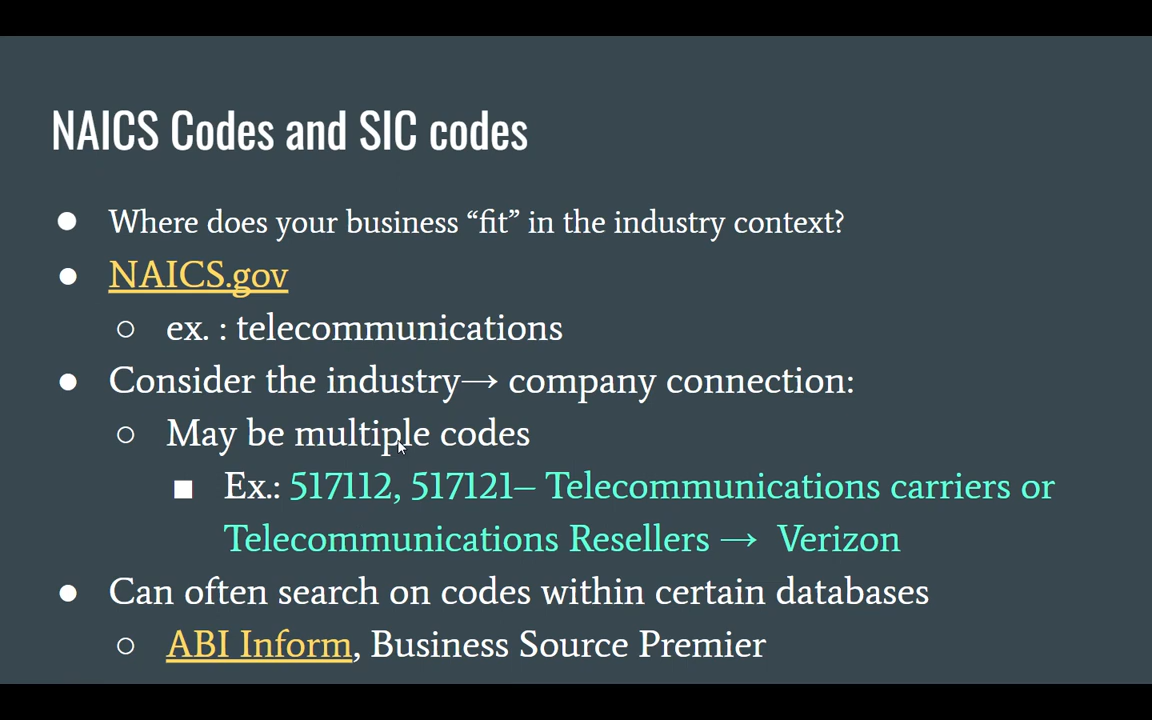 NAICS Codes and SIC codes
● Where does your business “fit” in the industry context?
● NAICS.gov
○ ex. : telecommunications
● Consider the industry→ company connection:
○ May be multiple codes
■ Ex.: 517112, 517121– Telecommunications carriers or
Telecommunications Resellers → Verizon
● Can often search on codes within certain databases
○ ABI Inform, Business Source Premier